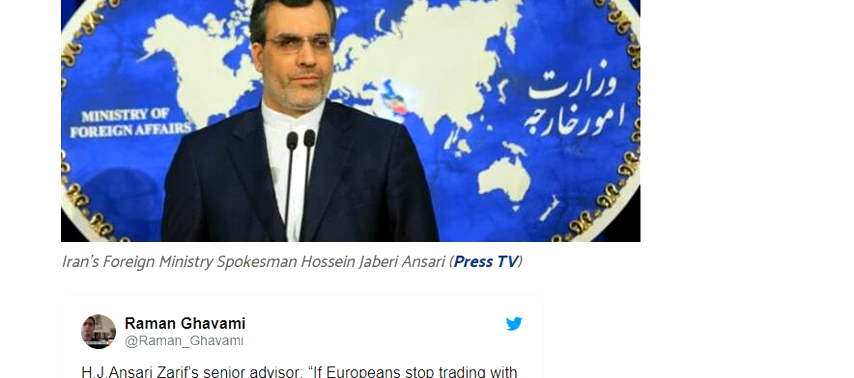 وزارت
امور خارجه
MINISTRY OF
FOREIGN AFFAIRS
Iran's Foreign Ministry Spokesman Hossein Jaberi Ansari (Press TV)
Raman Ghavami
@Raman_Ghavami
H.J.Ansari Zarif's senior advisor: “If Europeans stop trading with